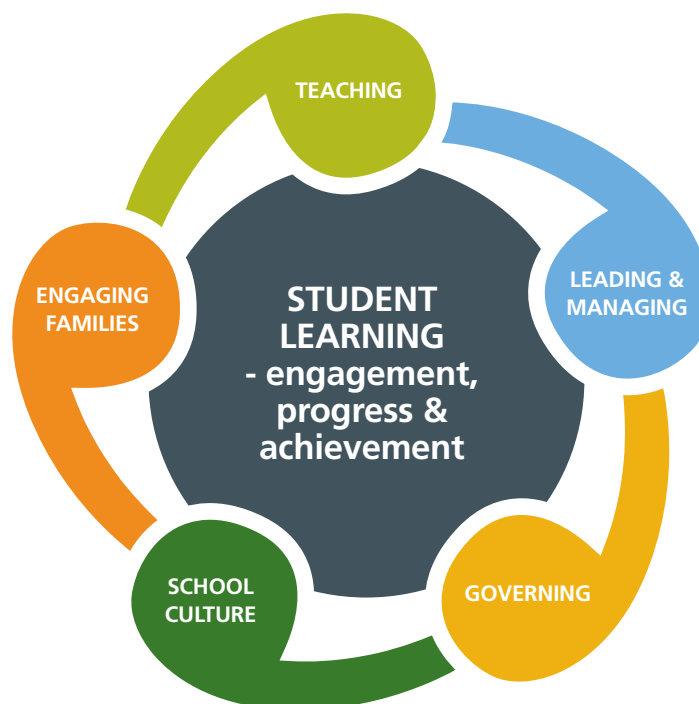 TEACHING
LEADING &
MANAGING
GOVERNING
SCHOOL
CULTURE
ENGAGING
FAMILIES
STUDENT
LEARNING
- engagement,
progress &
achievement